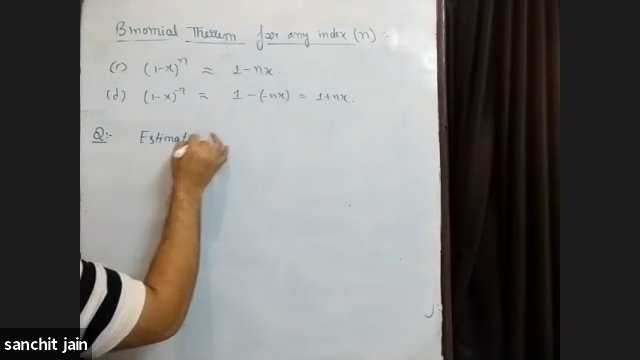 Binomial Theorem for any index (n) :-
(c) (1-x)^n ≈ 1-nx.
(d) (1-x)^-n ≈ 1-(-nx) = 1+nx.
Q:- Estimat
sanchit jain